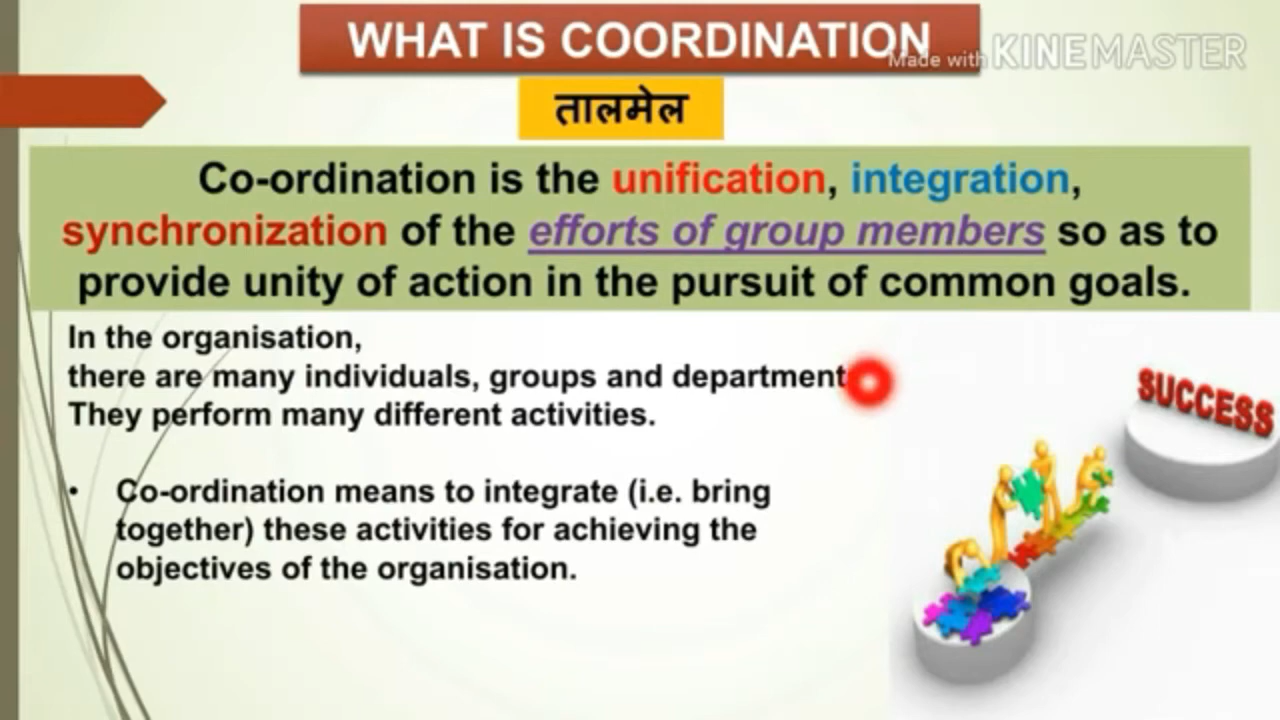 WHAT IS COORDINATION
Made with KINEMASTER
तालमेल
Co-ordination is the unification, integration,
synchronization of the efforts of group members so as to
provide unity of action in the pursuit of common goals.
In the organisation,
there are many individuals, groups and department
They perform many different activities.
• Co-ordination means to integrate (i.e. bring
together) these activities for achieving the
objectives of the organisation.
SUCCESS